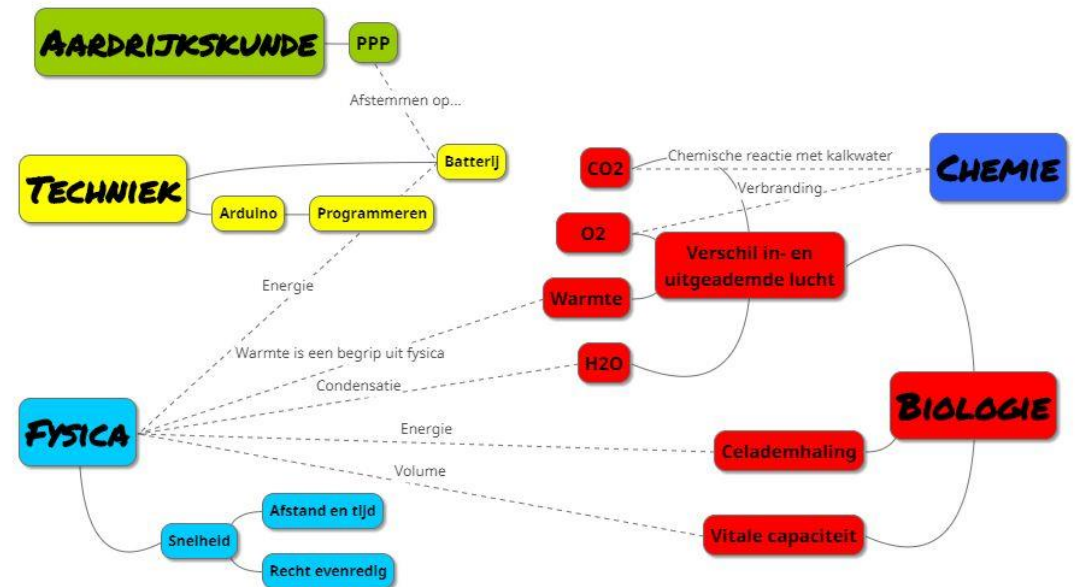 AARDRIJKSKUNDE
PPP
Afstemmen op...
Batterij
TECHNIEK
Arduino
Programmeren
CO2
Chemische reactie met kalkwater
CHEMIE
Verbranding
O2
Verschil in- en
uitgeademde lucht
Energie
Warmte
Warmte is een begrip uit fysica
H2O
Condensatie
FYSICA
BIOLOGIE
Energie
Celademhaling
Volume
Vitale capaciteit
Afstand en tijd
Snelheid
Recht evenredig